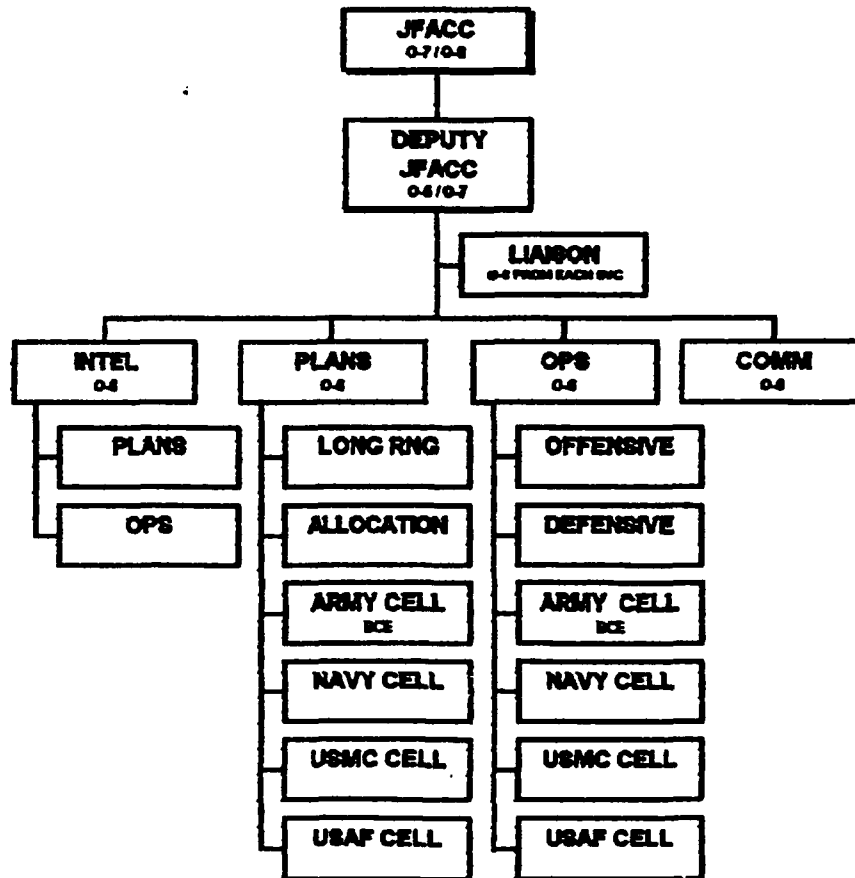 JFACC
O-7 / O-8
DEPUTY
JFACC
O-6 / O-7
LIAISON
FROM EACH SVC
INTEL
O-6
PLANS
O-6
OPS
O-6
COMM
O-6
PLANS
OPS
LONG RNG
ALLOCATION
ARMY CELL
BCE
NAVY CELL
USMC CELL
USAF CELL
OFFENSIVE
DEFENSIVE
ARMY CELL
BCE
NAVY CELL
USMC CELL
USAF CELL